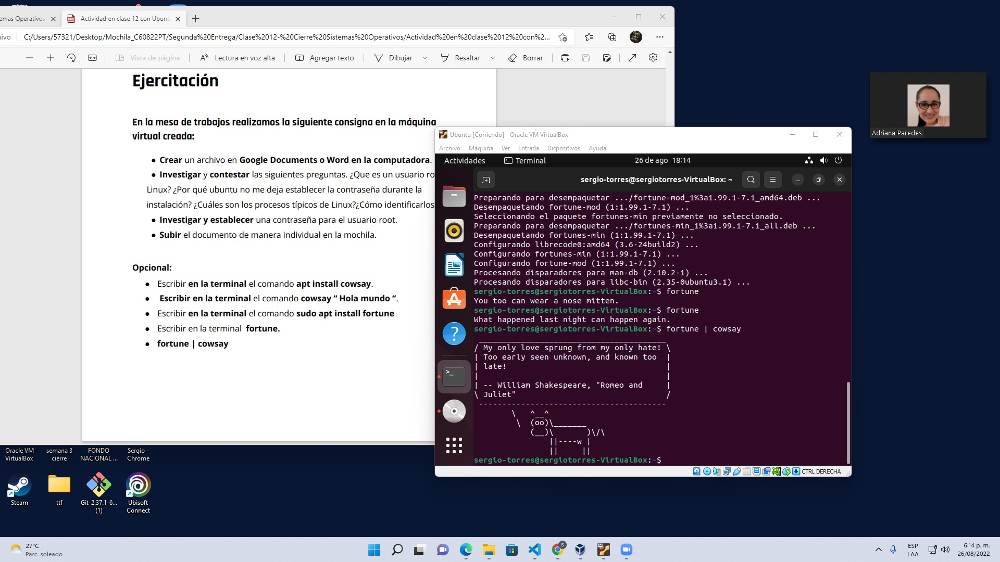 emas Operativos
Actividad en clase 12 con Ubunt
ivo
C:/Users/57321/Desktop/Mochila_C60822PT/Segunda%20Entrega/Clase%2012-%20Cierre%20Sistemas%20Operativos/Actividad%20en%20clase%2012%20con%2...
Vista de página
Lectura en voz alta
Agregar texto
Dibujar
Resaltar
Borrar
Ejercitación
En la mesa de trabajos realizamos la siguiente consigna en la máquina
virtual creada:
● Crear un archivo en Google Documents o Word en la computadora.
● Investigar y contestar las siguientes preguntas. ¿Que es un usuario ro
Linux? ¿Por qué ubuntu no me deja establecer la contraseña durante la
instalación? ¿Cuáles son los procesos típicos de Linux?¿Cómo identificarlos
● Investigar y establecer una contraseña para el usuario root.
● Subir el documento de manera individual en la mochila.
Opcional:
● Escribir en la terminal el comando apt install cowsay.
● Escribir en la terminal el comando cowsay “ Hola mundo “.
● Escribir en la terminal el comando sudo apt install fortune
● Escribir en la terminal fortune.
● fortune | cowsay
Adriana Paredes
Ubuntu [Corriendo] - Oracle VM VirtualBox
Archivo Máquina Ver Entrada Dispositivos Ayuda
Actividades
Terminal
26 de ago 18:14
sergio-torres@sergiotorres-VirtualBox: ~
Preparando para desempaquetar .../fortune-mod_1%3a1.99.1-7.1_amd64.deb ...
Desempaquetando fortune-mod (1:1.99.1-7.1) ...
Seleccionando el paquete fortunes-min previamente no seleccionado.
Preparando para desempaquetar .../fortunes-min_1%3a1.99.1-7.1_all.deb ...
Desempaquetando fortunes-min (1:1.99.1-7.1) ...
Configurando librecode0:amd64 (3.6-24build2) ...
Configurando fortunes-min (1:1.99.1-7.1) ...
Configurando fortune-mod (1:1.99.1-7.1) ...
Procesando disparadores para man-db (2.10.2-1) ...
Procesando disparadores para libc-bin (2.35-0ubuntu3.1) ...
sergio-torres@sergiotorres-VirtualBox:~$ fortune
You too can wear a nose mitten.
sergio-torres@sergiotorres-VirtualBox:~$ fortune
What happened last night can happen again.
sergio-torres@sergiotorres-VirtualBox:~$ fortune | cowsay
 ________________________________________
/ My only love sprung from my only hate! \
| Too early seen unknown, and known too  |
| late!                                  |
|                                        |
| -- William Shakespeare, "Romeo and     |
\ Juliet"                                /
 ----------------------------------------
        \   ^__^
         \  (oo)\_______
            (__)\       )\/\
                ||----w |
                ||     ||
sergio-torres@sergiotorres-VirtualBox:~$
CTRL DERECHA
Oracle VM
VirtualBox
semana 3
cierre
FONDO
NACIONAL ...
Sergio -
Chrome
Steam
ttf
Git-2.37.1-6...
(1)
Ubisoft
Connect
27°C
Parc. soleado
ESP
LAA
6:14 p. m.
26/08/2022